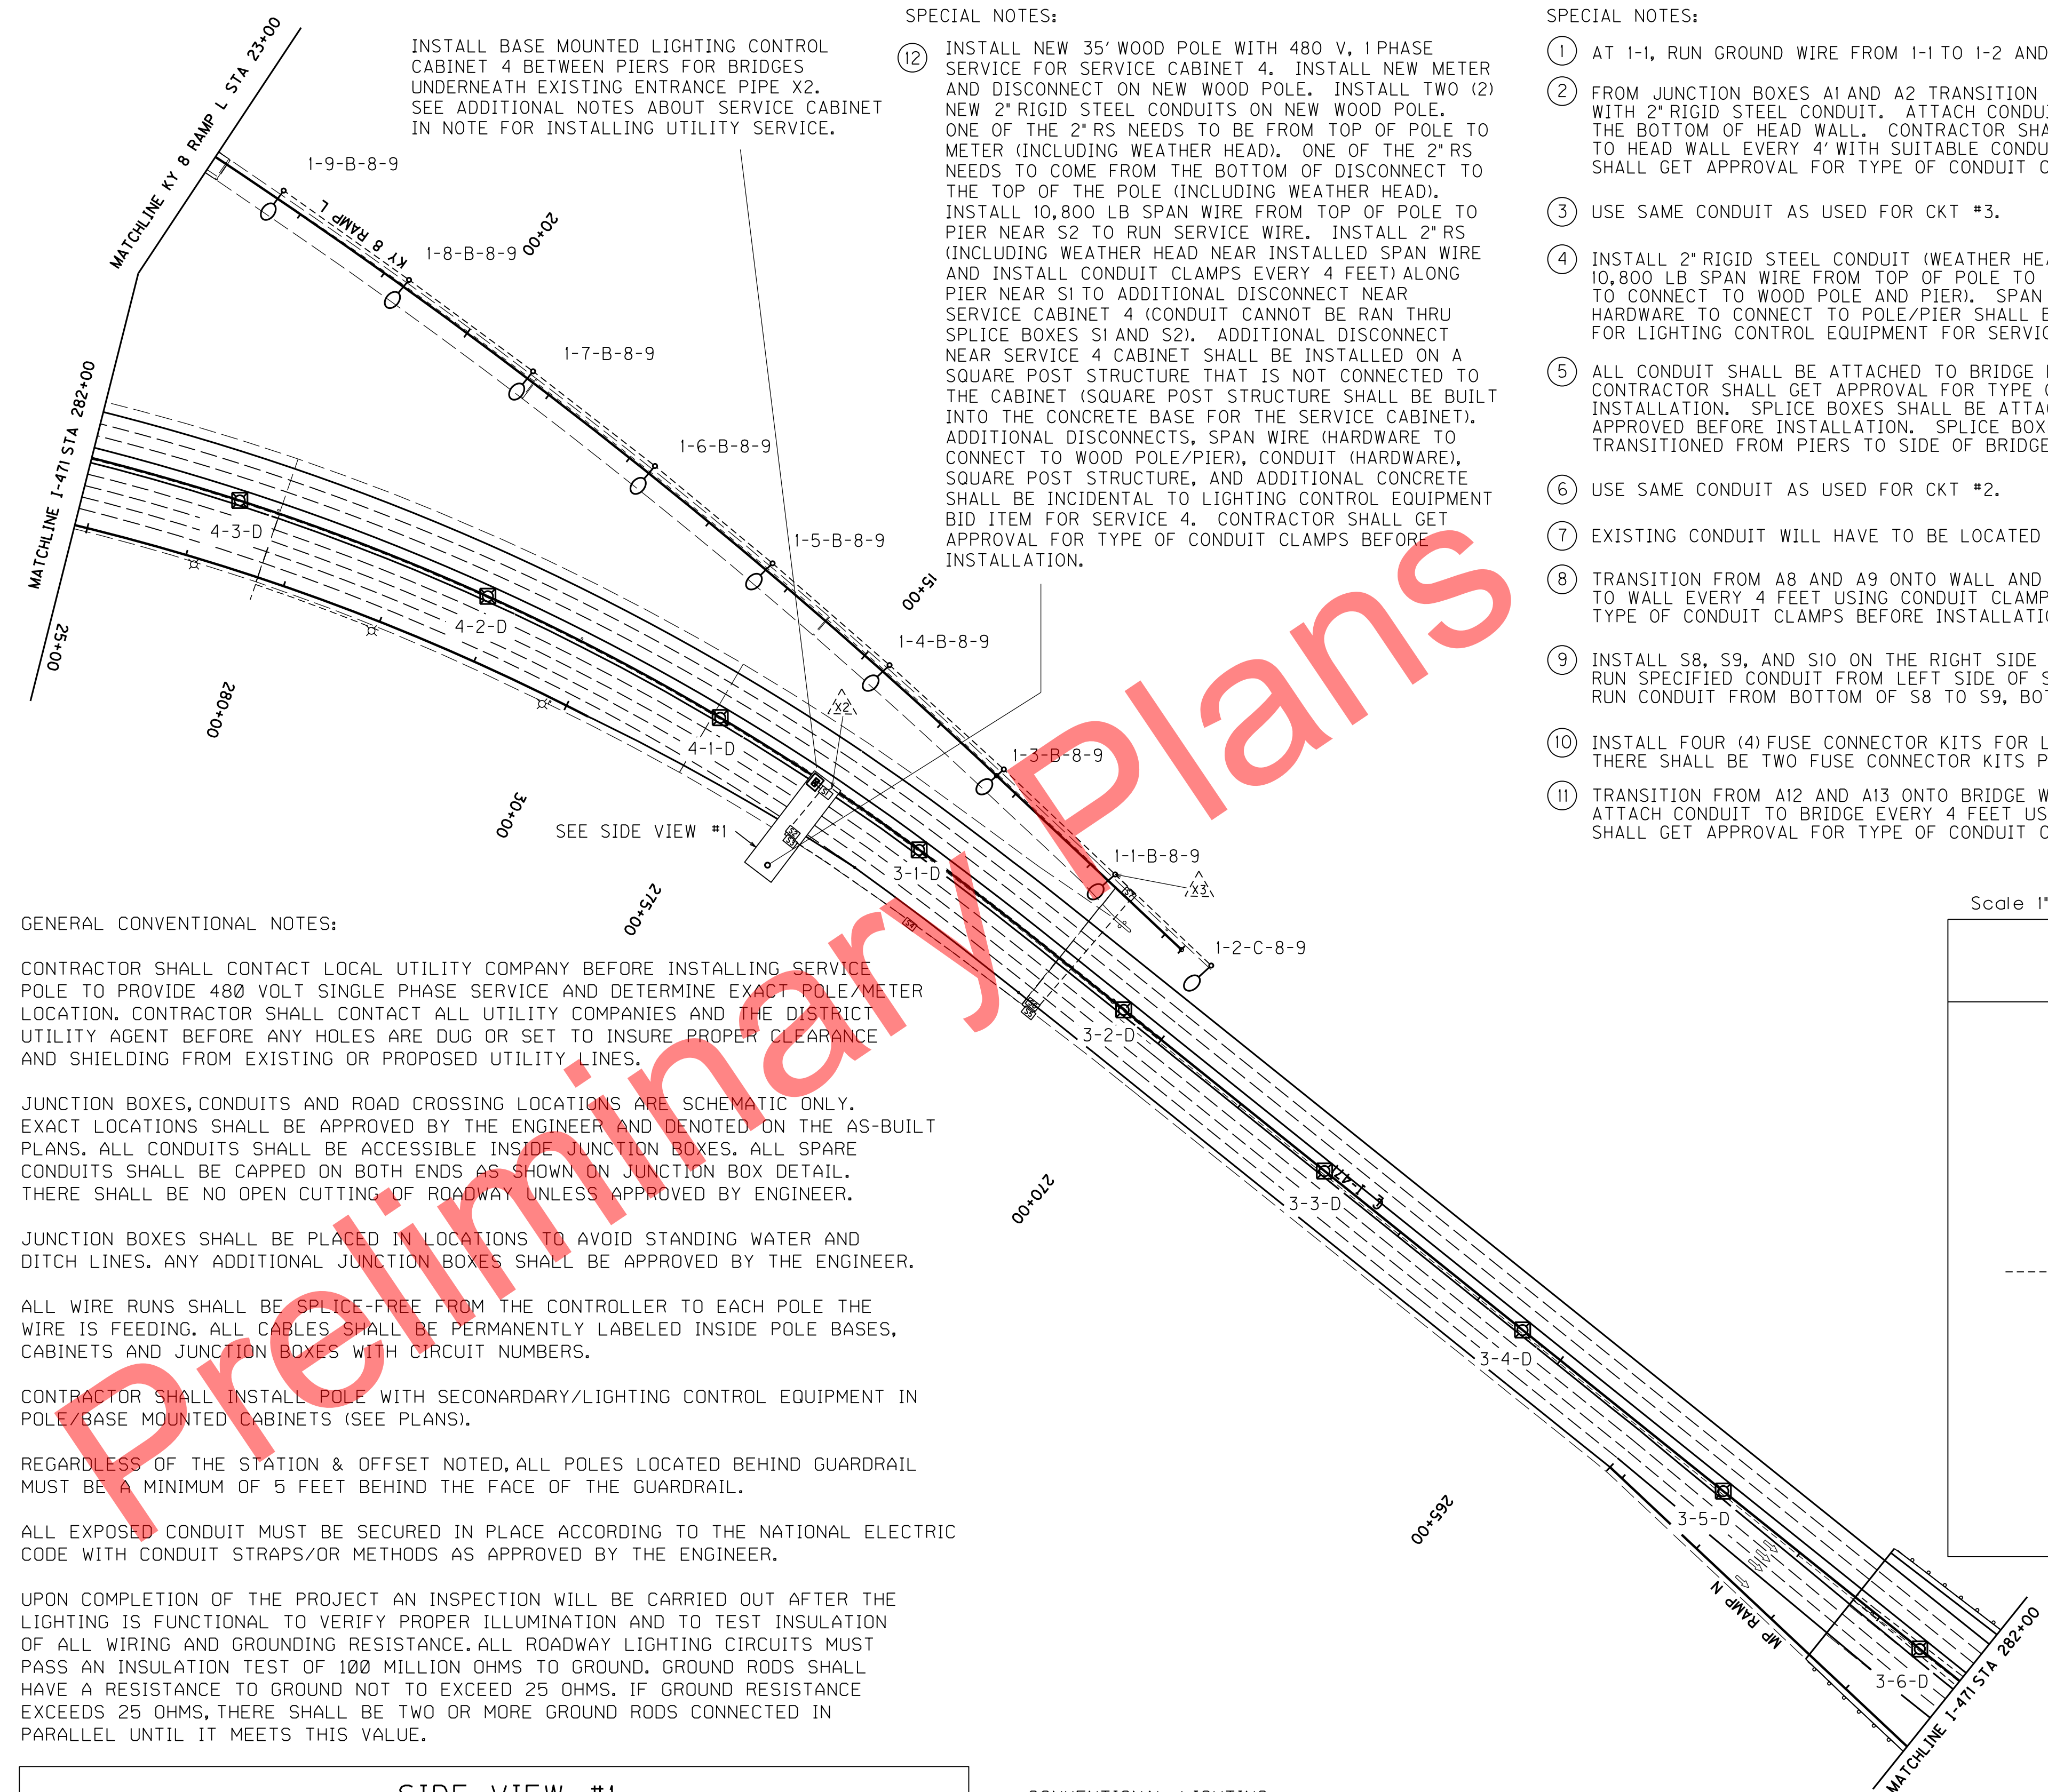 SPECIAL NOTES:
12 INSTALL NEW 35' WOOD POLE WITH 480 V, 1 PHASE
SERVICE FOR SERVICE CABINET 4. INSTALL NEW METER
AND DISCONNECT ON NEW WOOD POLE. INSTALL TWO (2)
NEW 2" RIGID STEEL CONDUITS ON NEW WOOD POLE.
ONE OF THE 2" RS NEEDS TO BE FROM TOP OF POLE TO
METER (INCLUDING WEATHER HEAD). ONE OF THE 2" RS
NEEDS TO COME FROM THE BOTTOM OF DISCONNECT TO
THE TOP OF THE POLE (INCLUDING WEATHER HEAD).
INSTALL 10,800 LB SPAN WIRE FROM TOP OF POLE TO
PIER NEAR S2 TO RUN SERVICE WIRE. INSTALL 2" RS
(INCLUDING WEATHER HEAD NEAR INSTALLED SPAN WIRE
AND INSTALL CONDUIT CLAMPS EVERY 4 FEET) ALONG
PIER NEAR S1 TO ADDITIONAL DISCONNECT NEAR
SERVICE CABINET 4 (CONDUIT CANNOT BE RAN THRU
SPLICE BOXES S1 AND S2). ADDITIONAL DISCONNECT
NEAR SERVICE 4 CABINET SHALL BE INSTALLED ON A
SQUARE POST STRUCTURE THAT IS NOT CONNECTED TO
THE CABINET (SQUARE POST STRUCTURE SHALL BE BUILT
INTO THE CONCRETE BASE FOR THE SERVICE CABINET).
ADDITIONAL DISCONNECTS, SPAN WIRE (HARDWARE TO
CONNECT TO WOOD POLE/PIER), CONDUIT (HARDWARE),
SQUARE POST STRUCTURE, AND ADDITIONAL CONCRETE
SHALL BE INCIDENTAL TO LIGHTING CONTROL EQUIPMENT
BID ITEM FOR SERVICE 4. CONTRACTOR SHALL GET
APPROVAL FOR TYPE OF CONDUIT CLAMPS BEFORE
INSTALLATION.
SPECIAL NOTES:
1 AT 1-1, RUN GROUND WIRE FROM 1-1 TO 1-2 AND
2 FROM JUNCTION BOXES A1 AND A2 TRANSITION
WITH 2" RIGID STEEL CONDUIT. ATTACH
THE BOTTOM OF HEAD WALL. CONTRACTOR
TO HEAD WALL EVERY 4' WITH SUITABLE
SHALL GET APPROVAL FOR TYPE OF CONDUIT
3 USE SAME CONDUIT AS USED FOR CKT #3.
4 INSTALL 2" RIGID STEEL CONDUIT (WEATHER
10,800 LB SPAN WIRE FROM TOP OF POLE TO
TO CONNECT TO WOOD POLE AND PIER). SPAN
HARDWARE TO CONNECT TO POLE/PIER SHALL
FOR LIGHTING CONTROL EQUIPMENT FOR
5 ALL CONDUIT SHALL BE ATTACHED TO BRIDGE
CONTRACTOR SHALL GET APPROVAL FOR TYPE
INSTALLATION. SPLICE BOXES SHALL BE
APPROVED BEFORE INSTALLATION. SPLICE
TRANSITIONED FROM PIERS TO SIDE OF
6 USE SAME CONDUIT AS USED FOR CKT #2.
7 EXISTING CONDUIT WILL HAVE TO BE LOCATED
8 TRANSITION FROM A8 AND A9 ONTO WALL AND
TO WALL EVERY 4 FEET USING CONDUIT
TYPE OF CONDUIT CLAMPS BEFORE
9 INSTALL S8, S9, AND S10 ON THE RIGHT SIDE
RUN SPECIFIED CONDUIT FROM LEFT SIDE OF
RUN CONDUIT FROM BOTTOM OF S8 TO S9,
10 INSTALL FOUR (4) FUSE CONNECTOR KITS FOR
THERE SHALL BE TWO FUSE CONNECTOR KITS
11 TRANSITION FROM A12 AND A13 ONTO BRIDGE
ATTACH CONDUIT TO BRIDGE EVERY 4 FEET
SHALL GET APPROVAL FOR TYPE OF CONDUIT
Scale 1"
INSTALL BASE MOUNTED LIGHTING CONTROL
CABINET 4 BETWEEN PIERS FOR BRIDGES
UNDERNEATH EXISTING ENTRANCE PIPE X2.
SEE ADDITIONAL NOTES ABOUT SERVICE CABINET
IN NOTE FOR INSTALLING UTILITY SERVICE.
MATCHLINE KY 8 RAMP L STA 23+00
MATCHLINE I-471 STA 282+00
KY 8 RAMP L
1-9-B-8-9
1-8-B-8-9
20+00
1-7-B-8-9
1-6-B-8-9
1-5-B-8-9
15+00
1-4-B-8-9
1-3-B-8-9
1-1-B-8-9
1-2-C-8-9
4-3-D
4-2-D
4-1-D
X2
X3
25+00
280+00
30+00
275+00
S1
S2
S3
S4
S7
SEE SIDE VIEW #1
3-1-D
3-2-D
3-3-D
3-4-D
3-5-D
3-6-D
270+00
265+00
MP RAMP N
MATCHLINE I-471 STA 282+00
GENERAL CONVENTIONAL NOTES:
CONTRACTOR SHALL CONTACT LOCAL UTILITY COMPANY BEFORE INSTALLING SERVICE
POLE TO PROVIDE 480 VOLT SINGLE PHASE SERVICE AND DETERMINE EXACT POLE/METER
LOCATION. CONTRACTOR SHALL CONTACT ALL UTILITY COMPANIES AND THE DISTRICT
UTILITY AGENT BEFORE ANY HOLES ARE DUG OR SET TO INSURE PROPER CLEARANCE
AND SHIELDING FROM EXISTING OR PROPOSED UTILITY LINES.
JUNCTION BOXES, CONDUITS AND ROAD CROSSING LOCATIONS ARE SCHEMATIC ONLY.
EXACT LOCATIONS SHALL BE APPROVED BY THE ENGINEER AND DENOTED ON THE AS-BUILT
PLANS. ALL CONDUITS SHALL BE ACCESSIBLE INSIDE JUNCTION BOXES. ALL SPARE
CONDUITS SHALL BE CAPPED ON BOTH ENDS AS SHOWN ON JUNCTION BOX DETAIL.
THERE SHALL BE NO OPEN CUTTING OF ROADWAY UNLESS APPROVED BY ENGINEER.
JUNCTION BOXES SHALL BE PLACED IN LOCATIONS TO AVOID STANDING WATER AND
DITCH LINES. ANY ADDITIONAL JUNCTION BOXES SHALL BE APPROVED BY THE ENGINEER.
ALL WIRE RUNS SHALL BE SPLICE-FREE FROM THE CONTROLLER TO EACH POLE THE
WIRE IS FEEDING. ALL CABLES SHALL BE PERMANENTLY LABELED INSIDE POLE BASES,
CABINETS AND JUNCTION BOXES WITH CIRCUIT NUMBERS.
CONTRACTOR SHALL INSTALL POLE WITH SECONARDARY/LIGHTING CONTROL EQUIPMENT IN
POLE/BASE MOUNTED CABINETS (SEE PLANS).
REGARDLESS OF THE STATION & OFFSET NOTED, ALL POLES LOCATED BEHIND GUARDRAIL
MUST BE A MINIMUM OF 5 FEET BEHIND THE FACE OF THE GUARDRAIL.
ALL EXPOSED CONDUIT MUST BE SECURED IN PLACE ACCORDING TO THE NATIONAL ELECTRIC
CODE WITH CONDUIT STRAPS/OR METHODS AS APPROVED BY THE ENGINEER.
UPON COMPLETION OF THE PROJECT AN INSPECTION WILL BE CARRIED OUT AFTER THE
LIGHTING IS FUNCTIONAL TO VERIFY PROPER ILLUMINATION AND TO TEST INSULATION
OF ALL WIRING AND GROUNDING RESISTANCE. ALL ROADWAY LIGHTING CIRCUITS MUST
PASS AN INSULATION TEST OF 100 MILLION OHMS TO GROUND. GROUND RODS SHALL
HAVE A RESISTANCE TO GROUND NOT TO EXCEED 25 OHMS. IF GROUND RESISTANCE
EXCEEDS 25 OHMS, THERE SHALL BE TWO OR MORE GROUND RODS CONNECTED IN
PARALLEL UNTIL IT MEETS THIS VALUE.
SIDE VIEW #1
CONVENTIONAL LIGHTING
Preliminary Plans